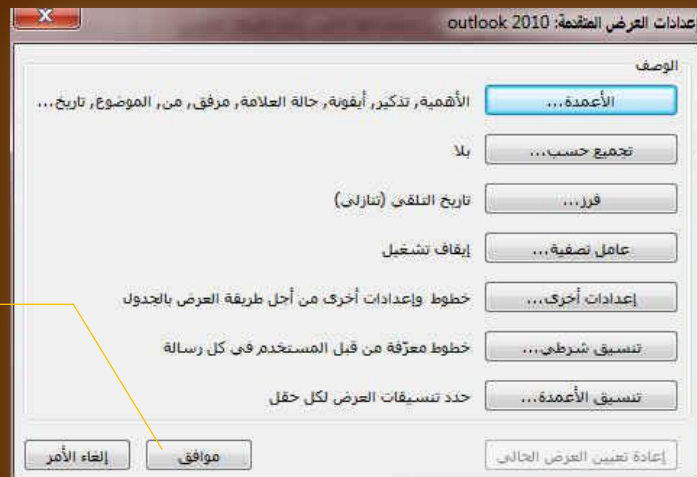 عدادات العرض المتقدمة: outlook 2010
الوصف
الأعمدة... الأهمية, تذكير, أيقونة, حالة العلامة, مرفق, من, الموضوع, تاريخ...
تجميع حسب... بلا
فرز... تاريخ التلقي (تنازلي)
عامل تصفية... إيقاف تشغيل
إعدادات أخرى... خطوط وإعدادات أخرى من أجل طريقة العرض بالجدول
تنسيق شرطي... خطوط معرّفة من قبل المستخدم في كل رسالة
تنسيق الأعمدة... حدد تنسيقات العرض لكل حقل
إعادة تعيين العرض الحالي موافق إلغاء الأمر